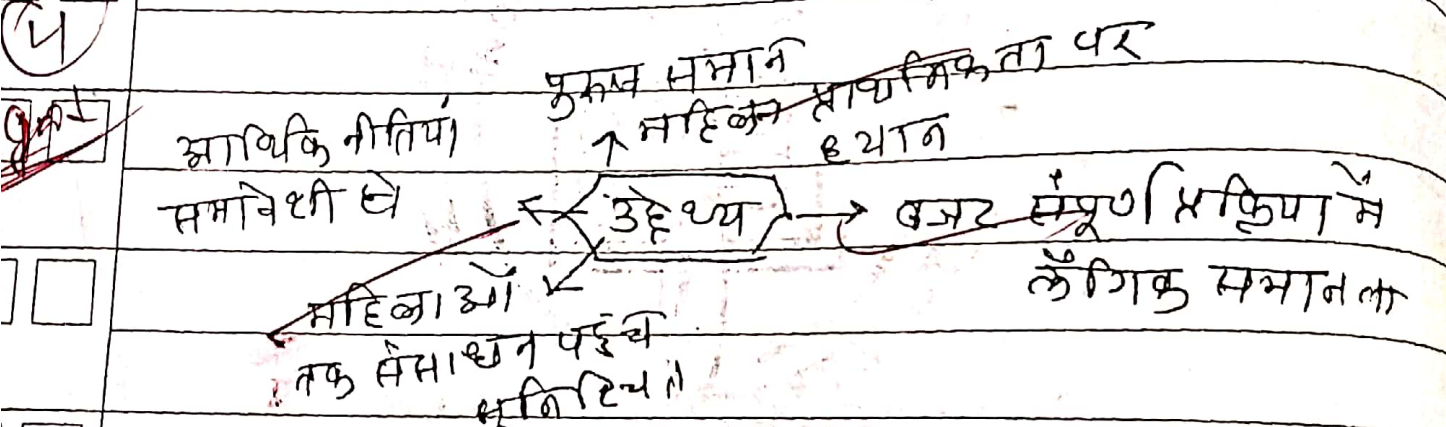 4
पुरूष समान
महिला प्राथमिकता पर
ध्यान
आर्थिक नीतियां
समावेशी हो
उद्देश्य
बजट संपूर्ण प्रक्रिया में
लैंगिक समानता
महिलाओं
तक संसाधन पहुंच
सुनिश्चित